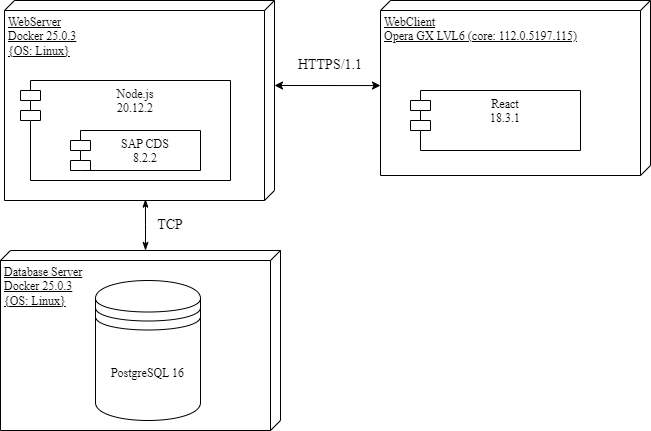 WebServer
Docker 25.0.3
{OS: Linux}
Node.js
20.12.2
SAP CDS
8.2.2
HTTPS/1.1
WebClient
Opera GX LVL6 (core: 112.0.5197.115)
React
18.3.1
TCP
Database Server
Docker 25.0.3
{OS: Linux}
PostgreSQL 16